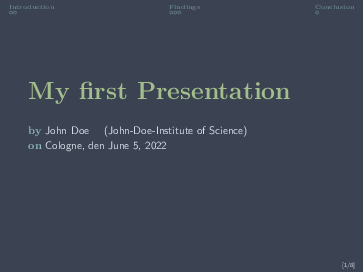 Introduction Findings Conclusion
My first Presentation
by John Doe (John-Doe-Institute of Science)
on Cologne, den June 5, 2022
[1/8]